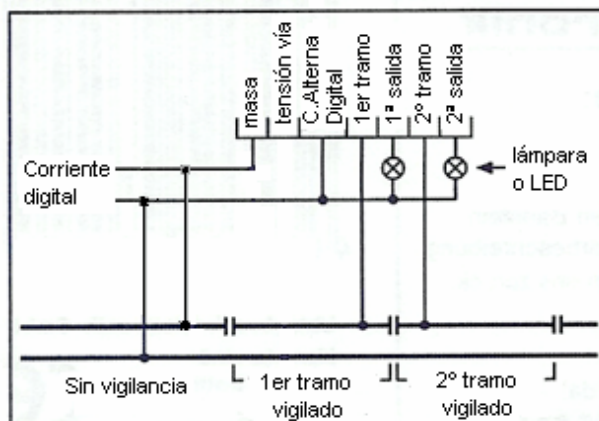 masa
tensión vía
C.Alterna
Digital
1er tramo
1ª salida
2º tramo
2ª salida
Corriente
digital
lámpara
o LED
Sin vigilancia
1er tramo
vigilado
2º tramo
vigilado